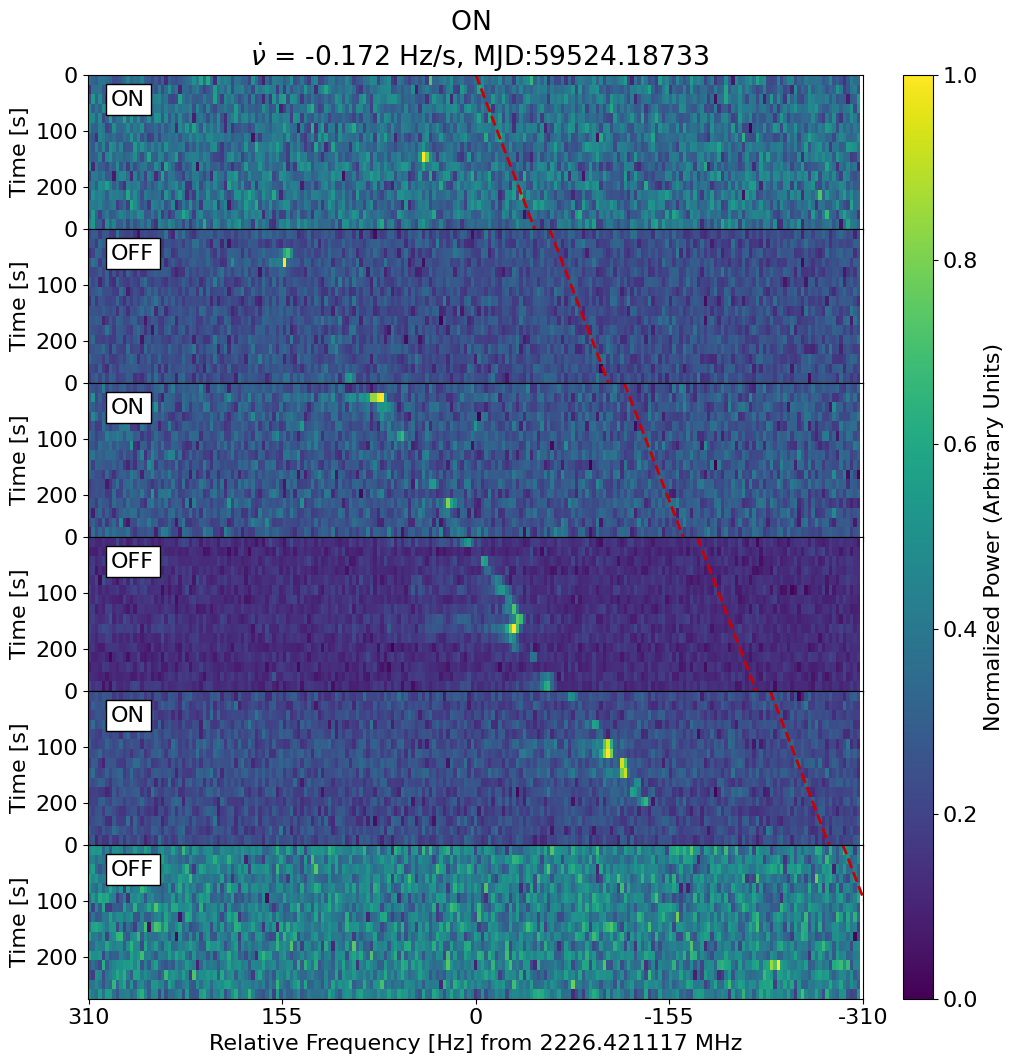 ON
ν̇ = -0.172 Hz/s, MJD:59524.18733
0
100
200
Time [s]
ON
0
100
200
Time [s]
OFF
0
100
200
Time [s]
ON
0
100
200
Time [s]
OFF
0
100
200
Time [s]
ON
0
100
200
Time [s]
OFF
310 155 0 -155 -310
Relative Frequency [Hz] from 2226.421117 MHz
1.0
0.8
0.6
0.4
0.2
0.0
Normalized Power (Arbitrary Units)